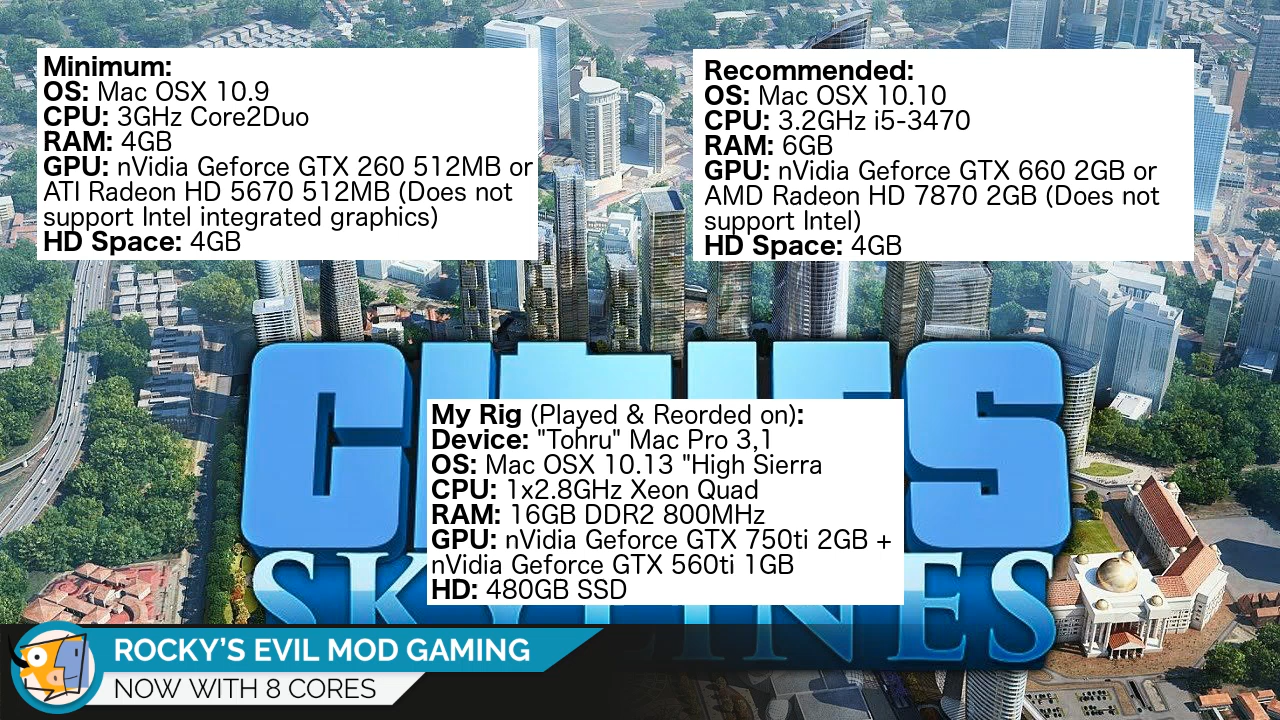 Minimum:
OS: Mac OSX 10.9
CPU: 3GHz Core2Duo
RAM: 4GB
GPU: nVidia Geforce GTX 260 512MB or
ATI Radeon HD 5670 512MB (Does not
support Intel integrated graphics)
HD Space: 4GB
Recommended:
OS: Mac OSX 10.10
CPU: 3.2GHz i5-3470
RAM: 6GB
GPU: nVidia Geforce GTX 660 2GB or
AMD Radeon HD 7870 2GB (Does not
support Intel)
HD Space: 4GB
CITIES
SKYLINES
My Rig (Played & Reorded on):
Device: "Tohru" Mac Pro 3,1
OS: Mac OSX 10.13 "High Sierra
CPU: 1x2.8GHz Xeon Quad
RAM: 16GB DDR2 800MHz
GPU: nVidia Geforce GTX 750ti 2GB +
nVidia Geforce GTX 560ti 1GB
HD: 480GB SSD
ROCKY'S EVIL MOD GAMING
NOW WITH 8 CORES